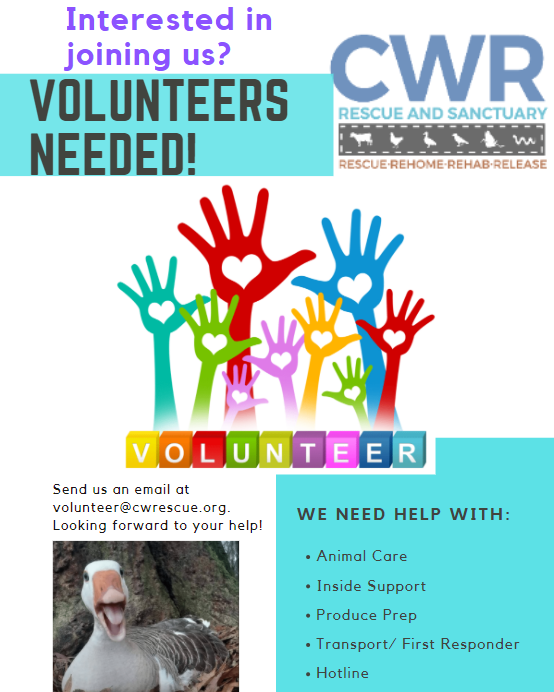 Interested in
joining us?
VOLUNTEERS
NEEDED!
CWR
RESCUE AND SANCTUARY
RESCUE•REHOME•REHAB•RELEASE
VOLUNTEER
Send us an email at
volunteer@cwrescue.org.
Looking forward to your help!
WE NEED HELP WITH:
• Animal Care
• Inside Support
• Produce Prep
• Transport/ First Responder
• Hotline